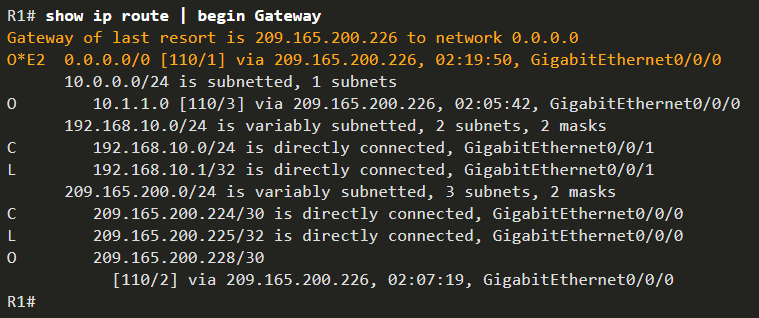 R1# show ip route | begin Gateway
Gateway of last resort is 209.165.200.226 to network 0.0.0.0
O*E2  0.0.0.0/0 [110/1] via 209.165.200.226, 02:19:50, GigabitEthernet0/0/0
      10.0.0.0/24 is subnetted, 1 subnets
O        10.1.1.0 [110/3] via 209.165.200.226, 02:05:42, GigabitEthernet0/0/0
      192.168.10.0/24 is variably subnetted, 2 subnets, 2 masks
C        192.168.10.0/24 is directly connected, GigabitEthernet0/0/1
L        192.168.10.1/32 is directly connected, GigabitEthernet0/0/1
      209.165.200.0/24 is variably subnetted, 3 subnets, 2 masks
C        209.165.200.224/30 is directly connected, GigabitEthernet0/0/0
L        209.165.200.225/32 is directly connected, GigabitEthernet0/0/0
O        209.165.200.228/30
           [110/2] via 209.165.200.226, 02:07:19, GigabitEthernet0/0/0
R1#